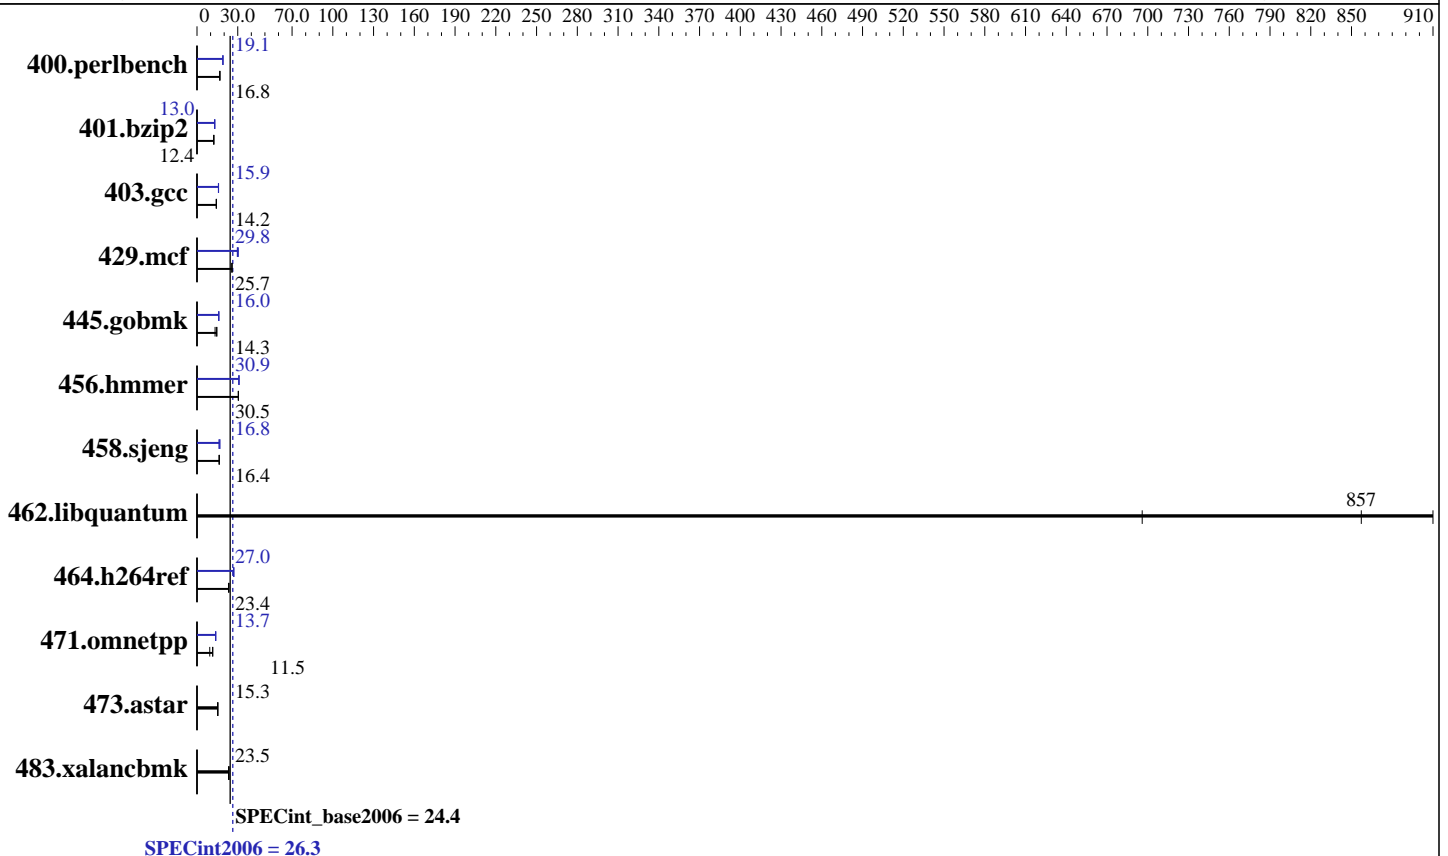 0 30.0 70.0 100 130 160 190 220 250 280 310 340 370 400 430 460 490 520 550 580 610 640 670 700 730 760 790 820 850 910
19.1
400.perlbench
16.8
13.0
401.bzip2
12.4
15.9
403.gcc
14.2
29.8
429.mcf
25.7
16.0
445.gobmk
14.3
30.9
456.hmmer
30.5
16.8
458.sjeng
16.4
857
462.libquantum
27.0
464.h264ref
23.4
13.7
471.omnetpp
11.5
15.3
473.astar
23.5
483.xalancbmk
SPECint_base2006 = 24.4
SPECint2006 = 26.3